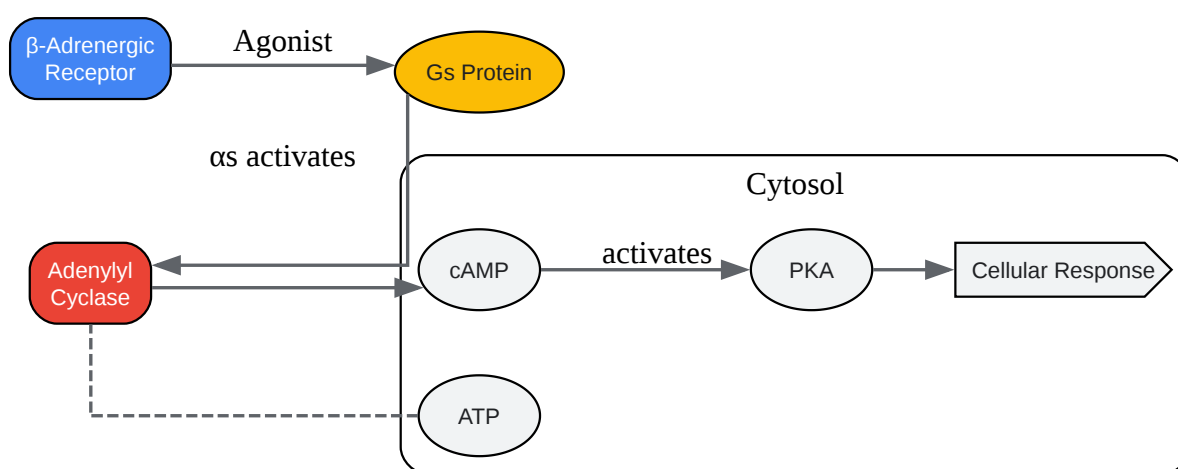 β-Adrenergic
Receptor
Agonist
Gs Protein
αs activates
Cytosol
Adenylyl
Cyclase
cAMP
activates
PKA
Cellular Response
ATP